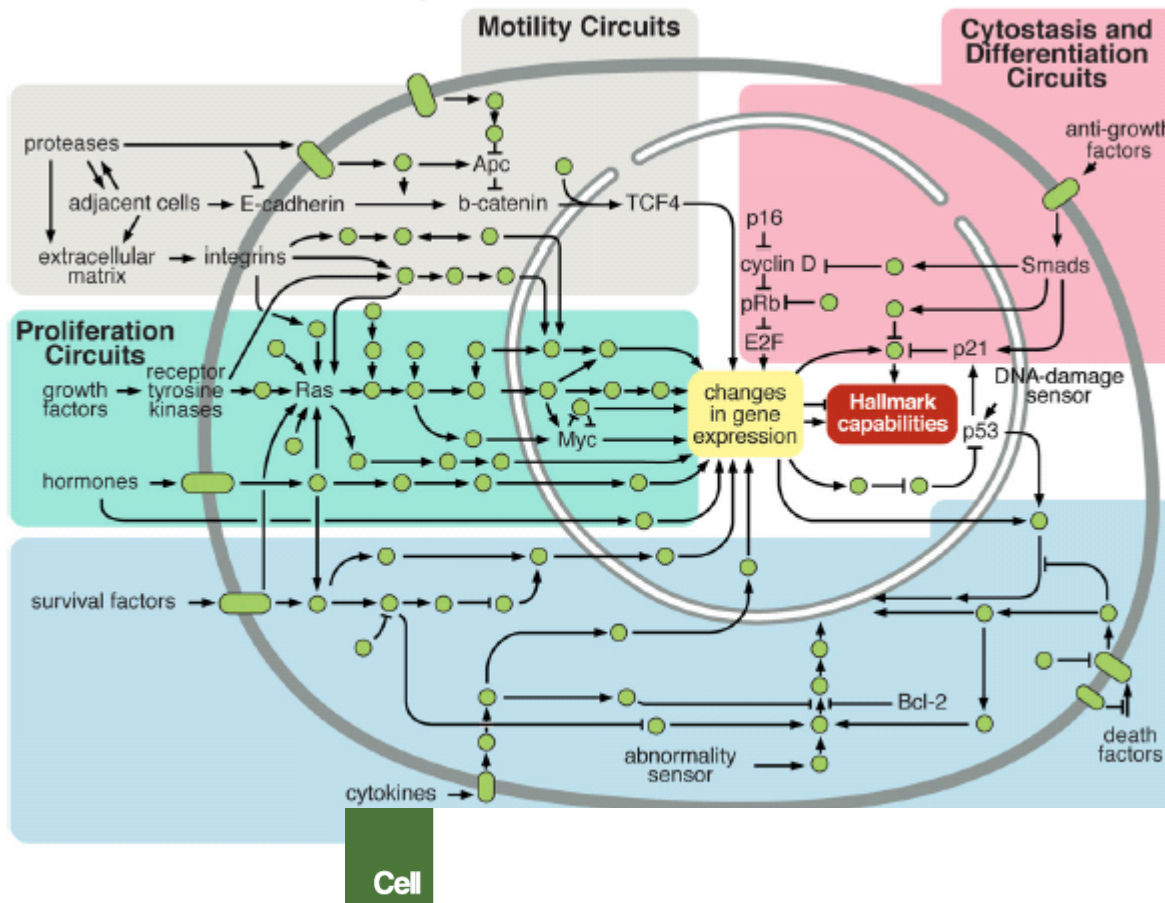 Motility Circuits
Cytostasis and
Differentiation
Circuits
proteases
anti-growth
factors
Apc
adjacent cells
E-cadherin
b-catenin
TCF4
p16
extracellular
matrix
integrins
cyclin D
Smads
pRb
Proliferation
Circuits
E2F
p21
growth
factors
receptor
tyrosine
kinases
Ras
changes
in gene
expression
DNA-damage
sensor
Hallmark
capabilities
p53
Myc
hormones
survival factors
Bcl-2
death
factors
abnormality
sensor
cytokines
Cell